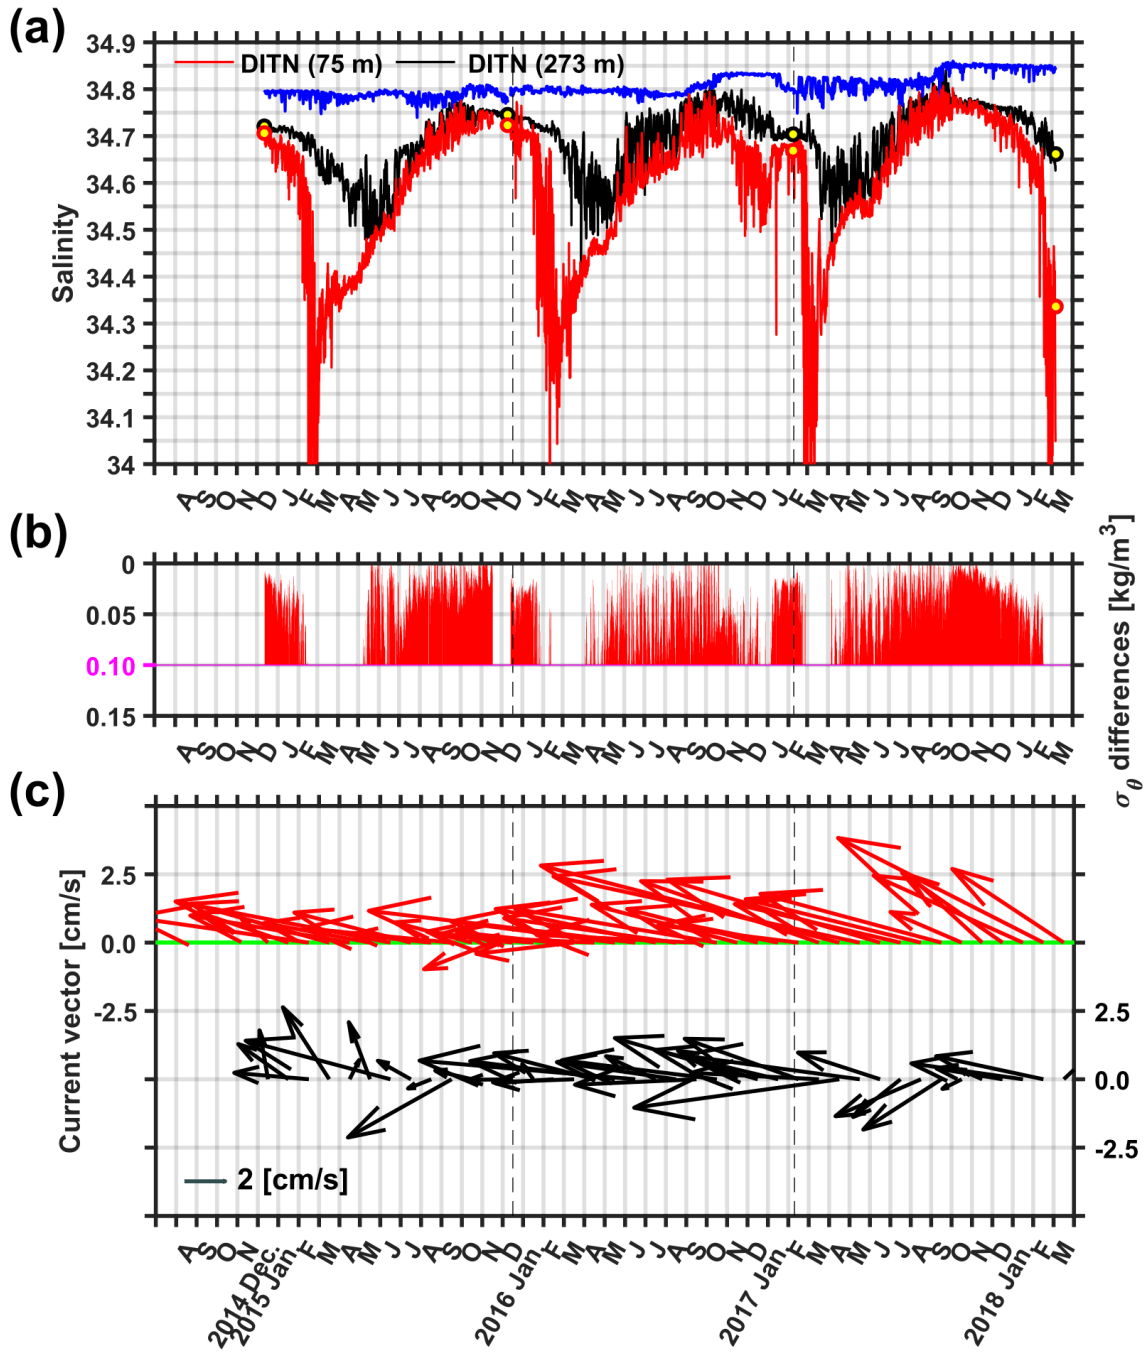 (a)
34.9
DITN (75 m) DITN (273 m)
34.8
34.7
34.6
34.5
34.4
34.3
34.2
34.1
34
Salinity
A S O N D J F M A M J J A S O N D J F M A M J J A S O N D J F M A M J J A S O N D J F M
(b)
0
0.05
0.10
0.15
σθ differences [kg/m³]
A S O N D J F M A M J J A S O N D J F M A M J J A S O N D J F M A M J J A S O N D J F M
(c)
2.5
0.0
-2.5
Current vector [cm/s]
2.5
0.0
-2.5
2 [cm/s]
A S O N 2014 Dec. 2015 Jan. F M A M J J A S O N D 2016 Jan F M A M J J A S O N D 2017 Jan F M A M J J A S O N D 2018 Jan F M